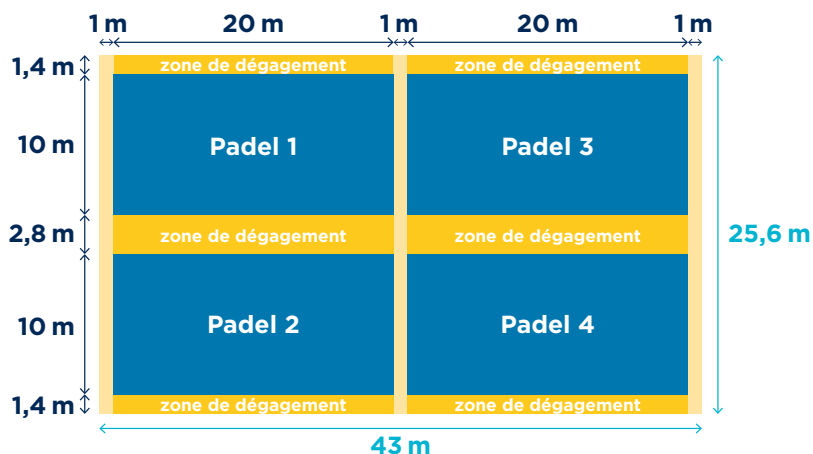 1 m 20 m 1 m 20 m 1 m
1,4 m zone de dégagement zone de dégagement
10 m Padel 1 Padel 3
2,8 m zone de dégagement zone de dégagement 25,6 m
10 m Padel 2 Padel 4
1,4 m zone de dégagement zone de dégagement
43 m